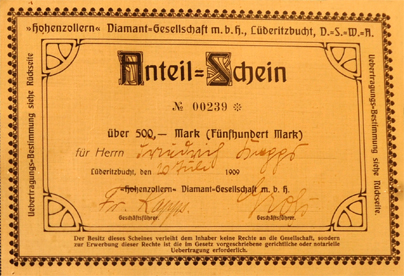 »Hohenzollern« Diamant=Gesellschaft m. b. H., Lüderitzbucht, D.=S.=W.=A.
Anteil=Schein
№ 00239 ❊
über 500,— Mark (Fünfhundert Mark)
für Herrn Friedrich
Lüderitzbucht, den 20 Juli 1909
»Hohenzollern« Diamant=Gesellschaft m. b. H.
Geschäftsführer. Geschäftsführer.
Der Besitz dieses Scheines verleiht dem Inhaber keine Rechte an die Gesellschaft, sondern
zur Erwerbung dieser Rechte ist die im Gesetz vorgeschriebene gerichtliche oder notarielle
Uebertragung erforderlich.
Uebertragungs=Bestimmung siehe Rückseite
Uebertragungs=Bestimmung siehe Rückseite.